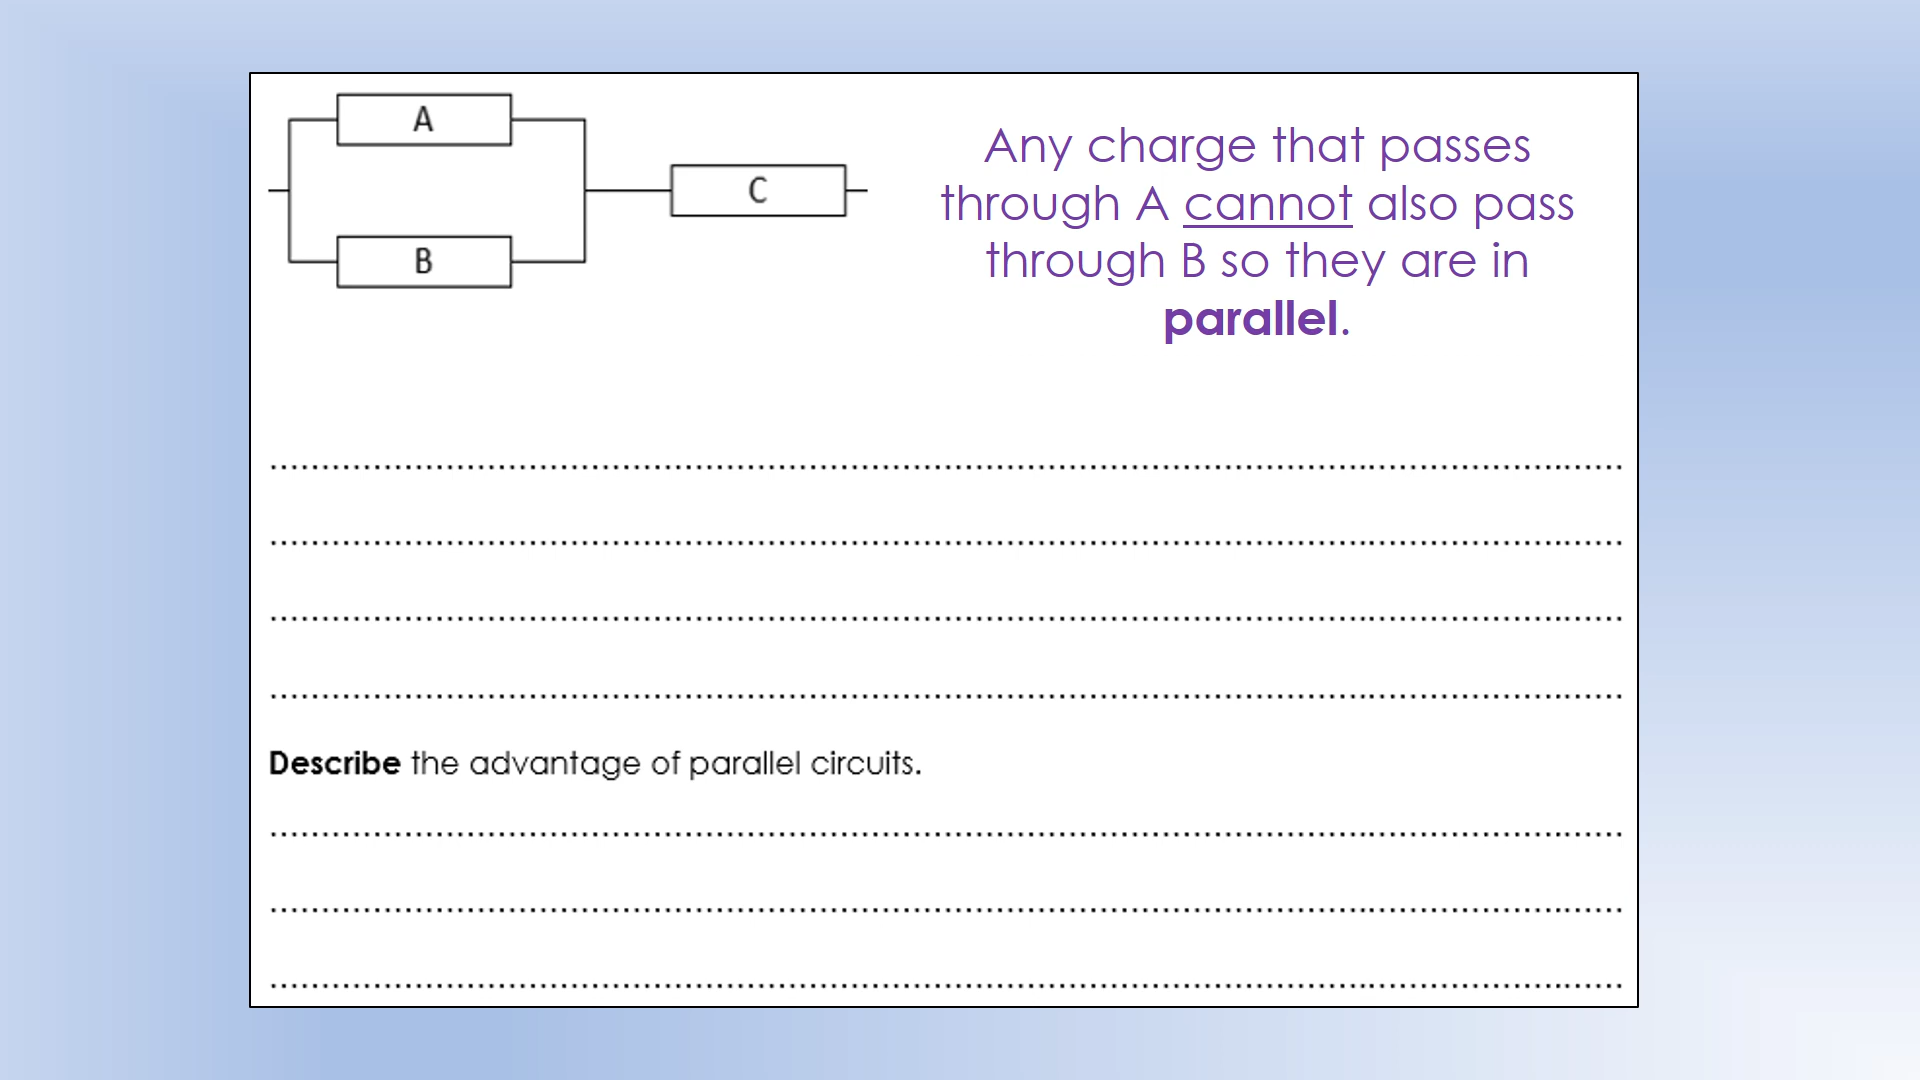 A
B
C
Any charge that passes
through A cannot also pass
through B so they are in
parallel.
Describe the advantage of parallel circuits.